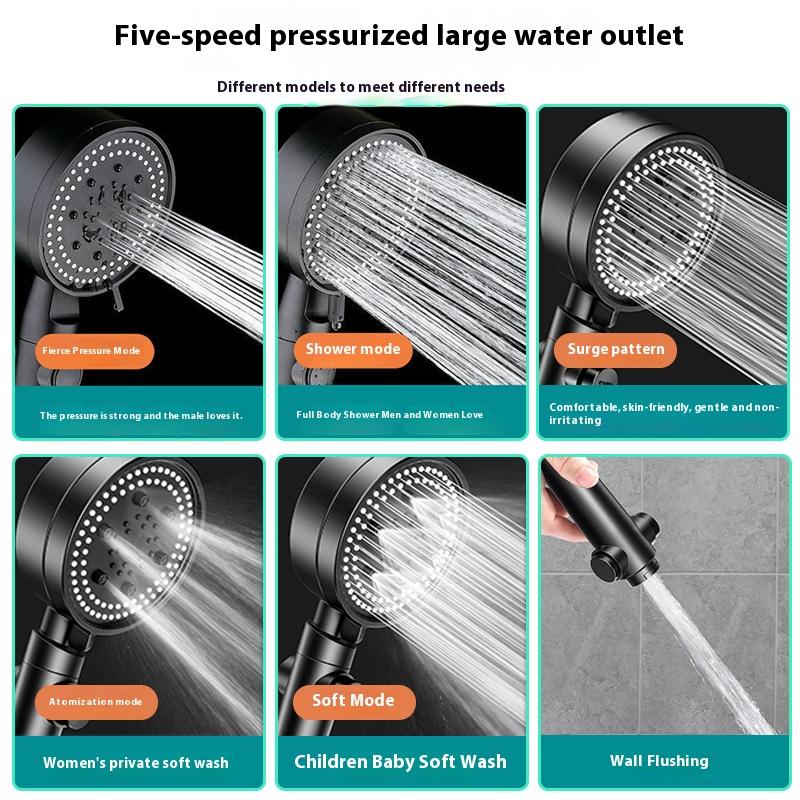 Five-speed pressurized large water outlet
Different models to meet different needs
Fierce Pressure Mode
Shower mode
Surge pattern
The pressure is strong and the male loves it.
Full Body Shower Men and Women Love
Comfortable, skin-friendly, gentle and non-
irritating
Atomization mode
Soft Mode
Women's private soft wash
Children Baby Soft Wash
Wall Flushing